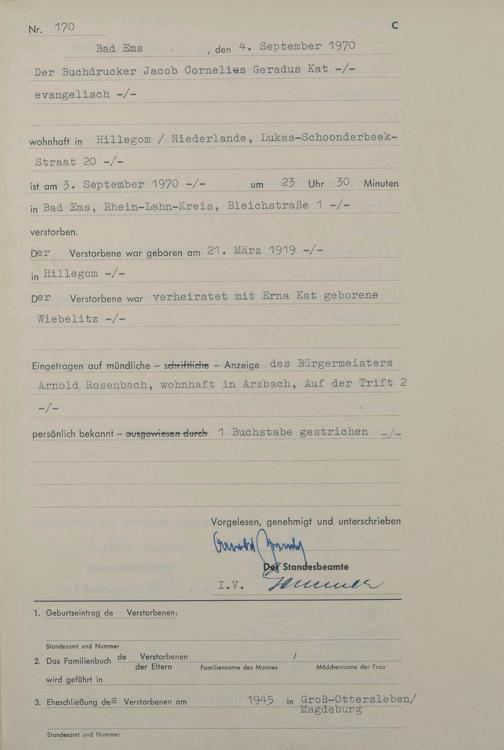 Nr. 170 C
Bad Ems , den 4. September 1970
Der Buchdrucker Jacob Cornelius Geradus Kat -/-
evangelisch -/-
wohnhaft in Hillegom / Niederlande, Lukas-Schoonderbeek-
Straat 20 -/-
ist am 3. September 1970 -/- um 23 Uhr 30. Minuten
in Bad Ems, Rhein-Lahn-Kreis, Bleichstraße 1 -/-
verstorben.
Der Verstorbene war geboren am 21. März 1919 -/-
in Hillegom -/-
Der Verstorbene war verheiratet mit Erna Kat geborene
Wiebelitz -/-
Eingetragen auf mündliche – schriftliche – Anzeige des Bürgermeisters
Arnold Rosenbach, wohnhaft in Arzbach, Auf der Trift 2
-/-
persönlich bekannt – ausgewiesen durch 1 Buchstabe gestrichen -/-
Vorgelesen, genehmigt und unterschrieben
Der Standesbeamte
I.V.
1. Geburtseintrag de Verstorbenen:
Standesamt und Nummer
2. Das Familienbuch de Verstorbenen
der Eltern
/
Familienname des Mannes Mädchenname der Frau
wird geführt in
3. Eheschließung des Verstorbenen am 1945 in Groß-Ottersleben/
Magdeburg
Standesamt und Nummer